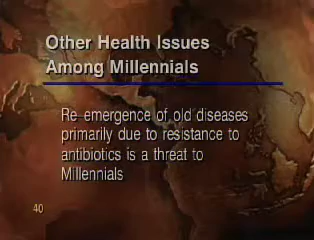 Other Health Issues
Among Millennials
Re emergence of old diseases
primarily due to resistance to
antibiotics is a threat to
Millennials
40